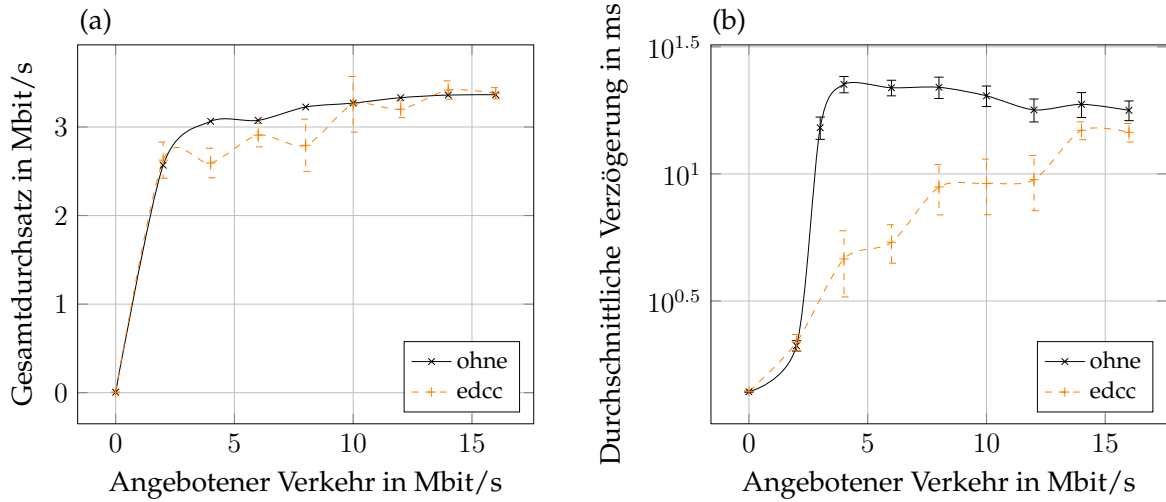 (a)
Gesamtdurchsatz in Mbit/s
3
2
1
0
0 5 10 15
Angebotener Verkehr in Mbit/s
ohne
edcc
(b)
Durchschnittliche Verzögerung in ms
10^1.5
10^1
10^0.5
0 5 10 15
Angebotener Verkehr in Mbit/s
ohne
edcc